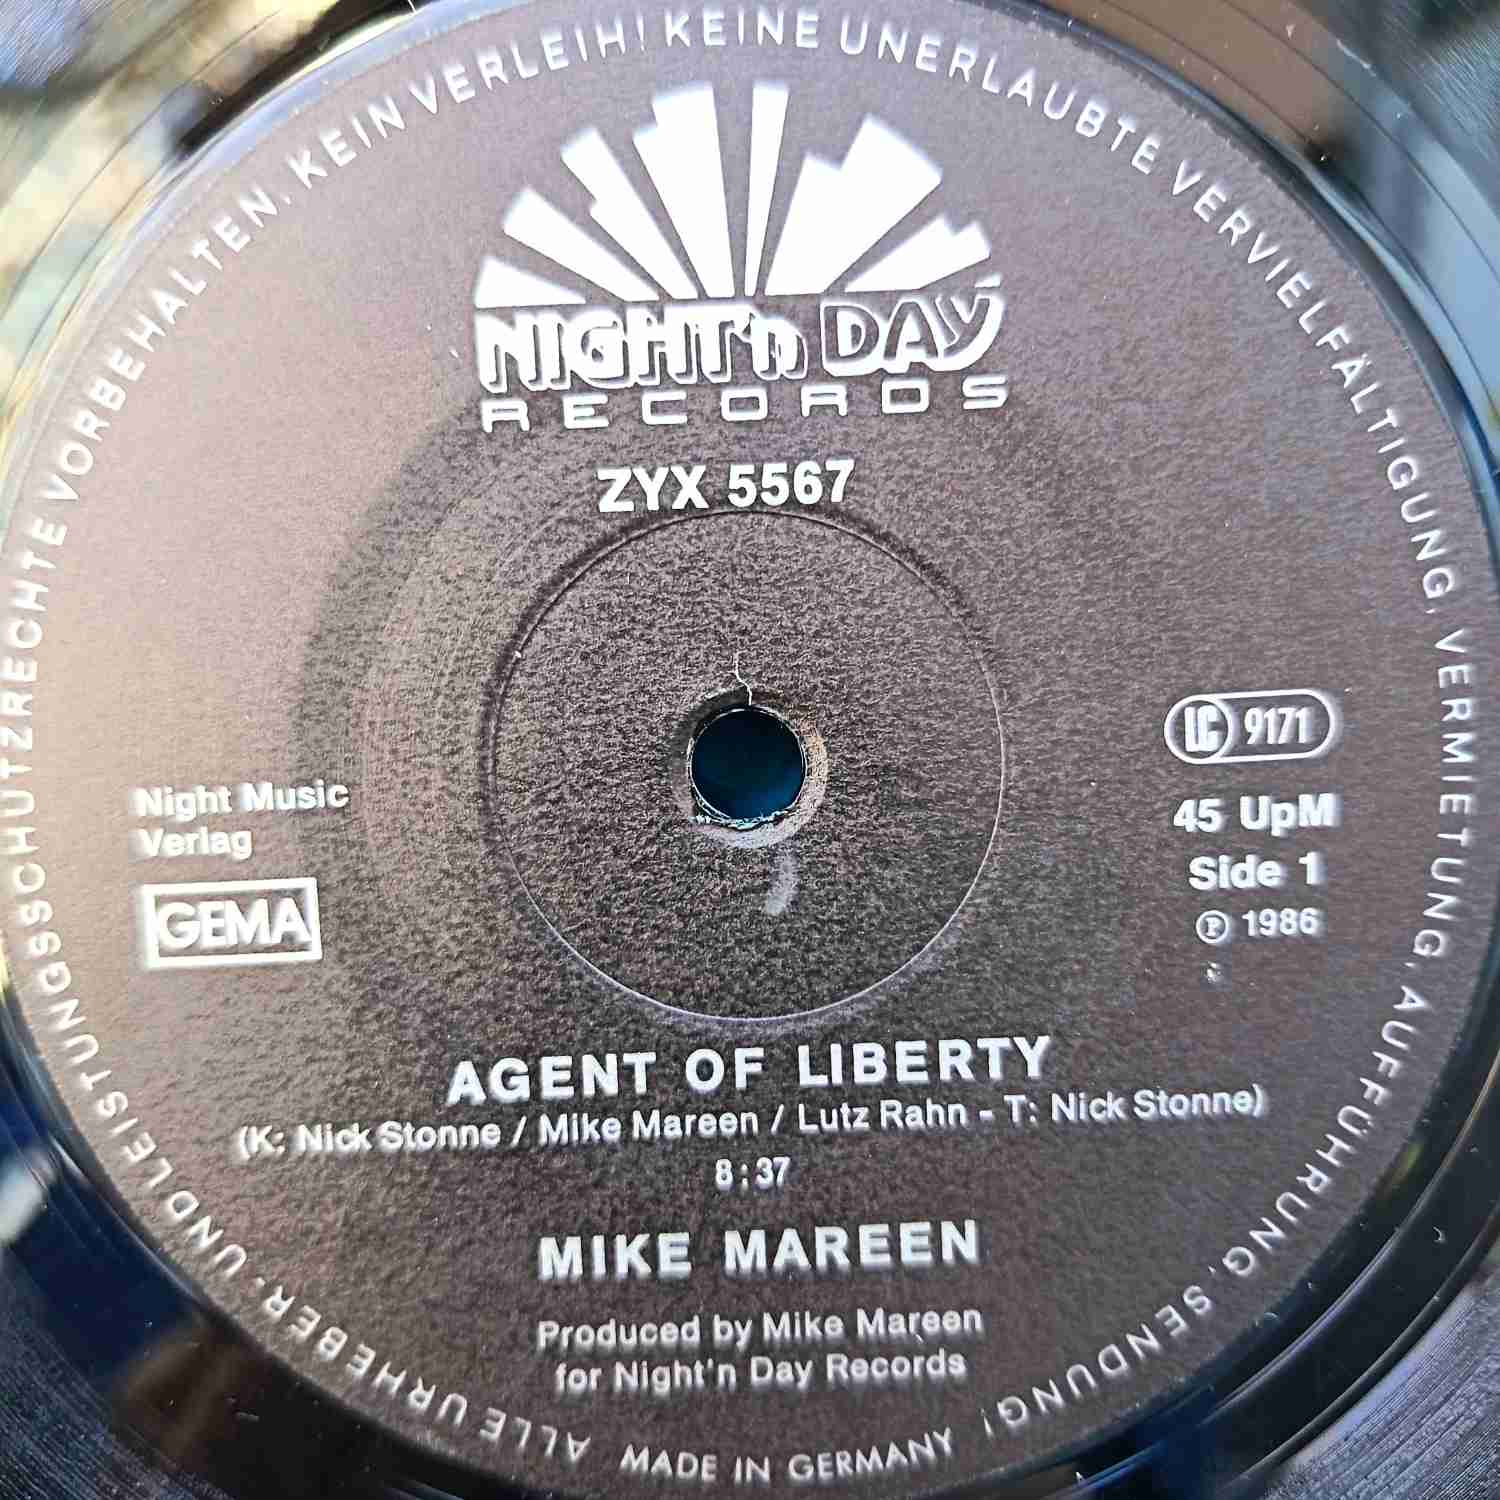 ALLE URHEBER- UND LEISTUNGSSCHUTZRECHTE VORBEHALTEN. KEIN VERLEIH! KEINE UNERLAUBTE VERVIELFÄLTIGUNG, VERMIETUNG, AUFFÜHRUNG, SENDUNG!
NIGHT'n DAY
RECORDS
ZYX 5567
LC 9171
Night Music
Verlag
GEMA
45 UpM
Side 1
Ⓟ 1986
AGENT OF LIBERTY
(K: Nick Stonne / Mike Mareen / Lutz Rahn - T: Nick Stonne)
8:37
MIKE MAREEN
Produced by Mike Mareen
for Night'n Day Records
MADE IN GERMANY